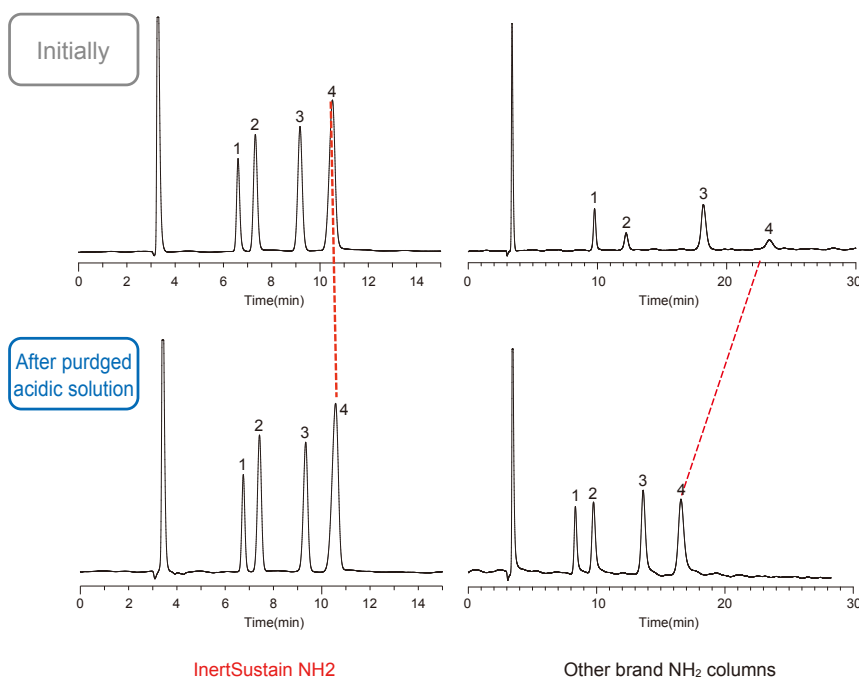 Initially
1
2
3
4
0 2 4 6 8 10 12 14
Time(min)
1
2
3
4
0 10 20 30
Time(min)
After purdged
acidic solution
1
2
3
4
0 2 4 6 8 10 12 14
Time(min)
1
2
3
4
0 10 20 30
Time(min)
InertSustain NH2
Other brand NH₂ columns